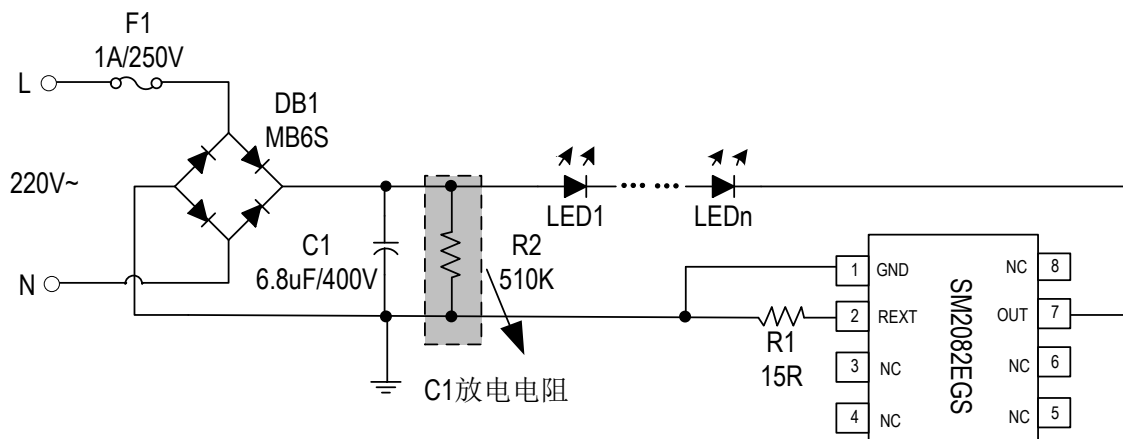 F1
1A/250V
L
DB1
MB6S
220V~
N
C1
6.8uF/400V
R2
510K
C1放电电阻
LED1
LEDn
R1
15R
SM2082EGS
1 GND
2 REXT
3 NC
4 NC
NC 8
OUT 7
NC 6
NC 5